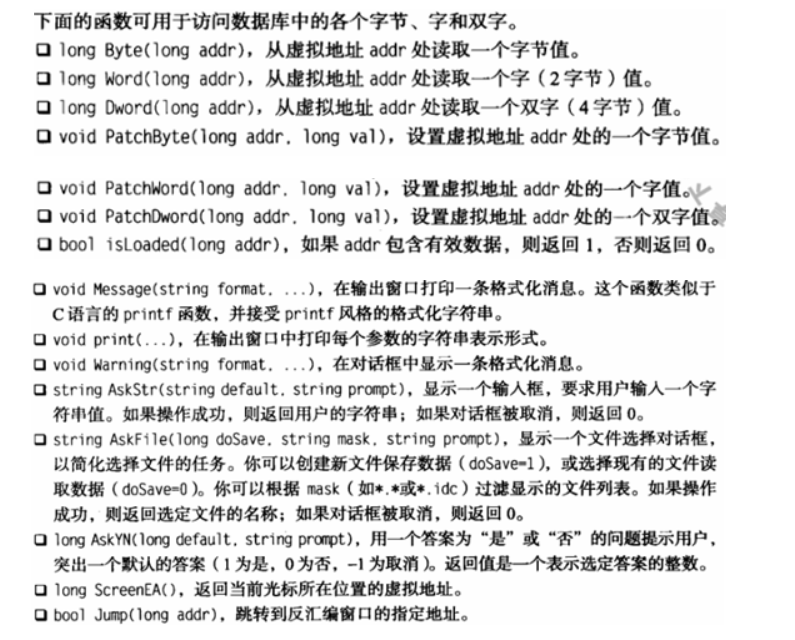 下面的函数可用于访问数据库中的各个字节、字和双字。
❑ long Byte(long addr)，从虚拟地址 addr 处读取一个字节值。
❑ long Word(long addr)，从虚拟地址 addr 处读取一个字（2 字节）值。
❑ long Dword(long addr)，从虚拟地址 addr 处读取一个双字（4 字节）值。
❑ void PatchByte(long addr, long val)，设置虚拟地址 addr 处的一个字节值。
❑ void PatchWord(long addr, long val)，设置虚拟地址 addr 处的一个字值。
❑ void PatchDword(long addr, long val)，设置虚拟地址 addr 处的一个双字值。
❑ bool isLoaded(long addr)，如果 addr 包含有效数据，则返回 1，否则返回 0。
❑ void Message(string format, ...)，在输出窗口打印一条格式化消息。这个函数类似于
C 语言的 printf 函数，并接受 printf 风格的格式化字符串。
❑ void print(...)，在输出窗口中打印每个参数的字符串表示形式。
❑ void Warning(string format, ...)，在对话框中显示一条格式化消息。
❑ string AskStr(string default, string prompt)，显示一个输入框，要求用户输入一个字
符串值。如果操作成功，则返回用户的字符串；如果对话框被取消，则返回 0。
❑ string AskFile(long doSave, string mask, string prompt)，显示一个文件选择对话框，
以简化选择文件的任务。你可以创建新文件保存数据（doSave=1），或选择现有的文件读
取数据（doSave=0）。你可以根据 mask（如*.*或*.idc）过滤显示的文件列表。如果操作
成功，则返回选定文件的名称；如果对话框被取消，则返回 0。
❑ long AskYN(long default, string prompt)，用一个答案为“是”或“否”的问题提示用户，
突出一个默认的答案（1 为是，0 为否，-1 为取消）。返回值是一个表示选定答案的整数。
❑ long ScreenEA()，返回当前光标所在位置的虚拟地址。
❑ bool Jump(long addr)，跳转到反汇编窗口的指定地址。